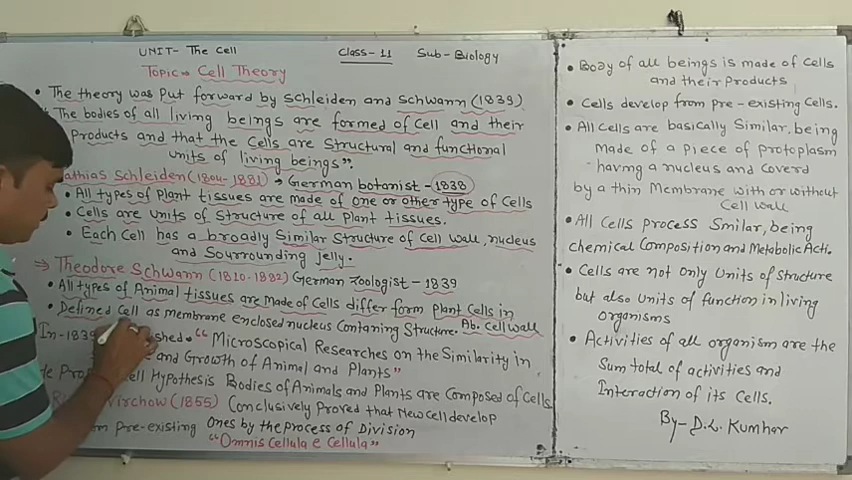 UNIT- The Cell Class-11 Sub-Biology
Topic⇒ Cell Theory
• The theory was Put forward by Schleiden and Schwann (1839)
"The bodies of all living beings are formed of Cell and their
Products and that the Cells are Structural and functional
units of living beings".
athias Schleiden (1804-1881) → German botanist - 1838
• All types of Plant tissues are made of one or other type of Cells
• Cells are units of Structure of all Plant tissues.
• Each Cell has a broadly Similar Structure of Cell wall, nucleus
and Sourrounding jelly.
⇒ Theodore Schwann (1810-1882) German Zoologist - 1839
• All types of Animal tissues are Made of Cells differ form Plant Cells in
• Defined Cell as membrane enclosed nucleus Contaning Structure. Ab. Cell wall
In-1839 shed • "Microscopical Researches on the Similarity in
and Growth of Animal and Plants"
Cell Hypothesis Bodies of Animals and Plants are Composed of Cells
Virchow (1855) Conclusively Proved that New cell develop
Pre-existing Ones by the Process of Division
"Omnis Cellula e Cellula"
• Body of all beings is made of Cells
and their Products
• Cells develop from Pre-existing Cells.
• All Cells are basically Similar, being
made of a Piece of Protoplasm
having a nucleus and Coverd
by a thin Membrane with or without
Cell wall
• All Cells Process Smilar, being
chemical Composition and Metabolic Acti.
• Cells are not only Units of Structure
but also Units of function in living
Organisms
• Activities of all organism are the
Sum total of activities and
Interaction of its Cells.
By- D.L. Kumhar